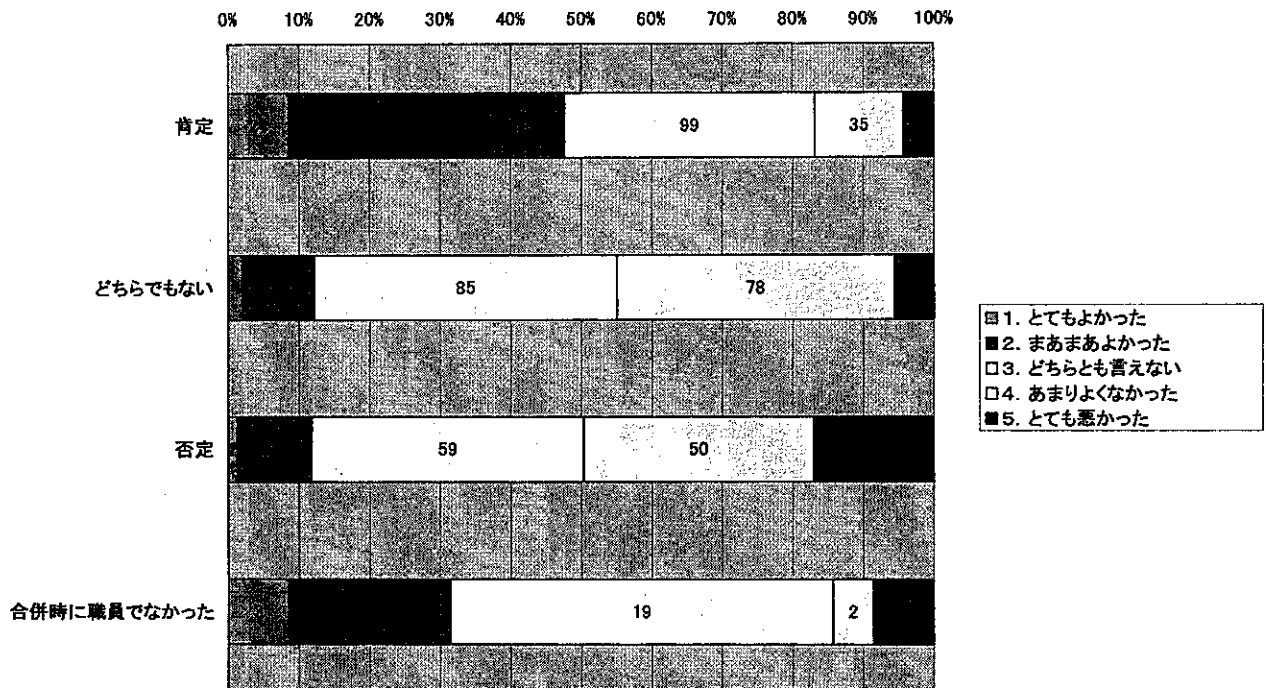 0% 10% 20% 30% 40% 50% 60% 70% 80% 90% 100%
肯定 99 35
どちらでもない 85 78
否定 59 50
合併時に職員でなかった 19 2
1. とてもよかった
2. まあまあよかった
3. どちらとも言えない
4. あまりよくなかった
5. とても悪かった